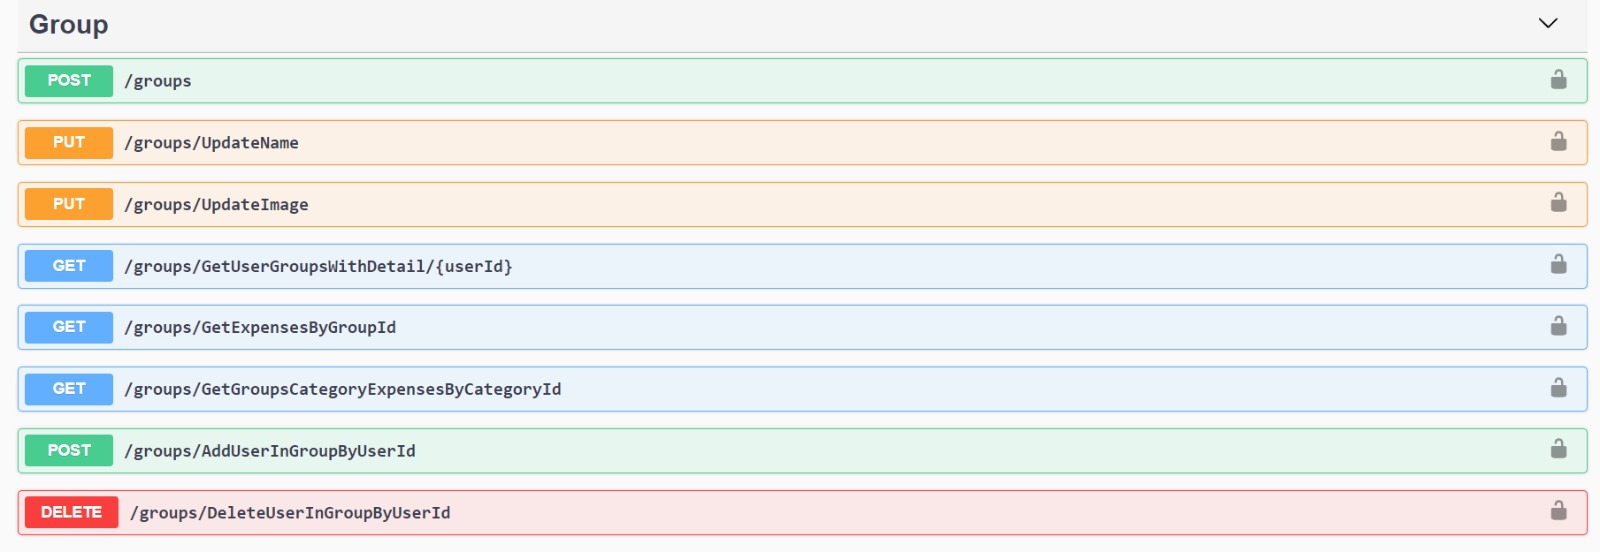 Group
POST /groups
PUT /groups/UpdateName
PUT /groups/UpdateImage
GET /groups/GetUserGroupsWithDetail/{userId}
GET /groups/GetExpensesByGroupId
GET /groups/GetGroupsCategoryExpensesByCategoryId
POST /groups/AddUserInGroupByUserId
DELETE /groups/DeleteUserInGroupByUserId